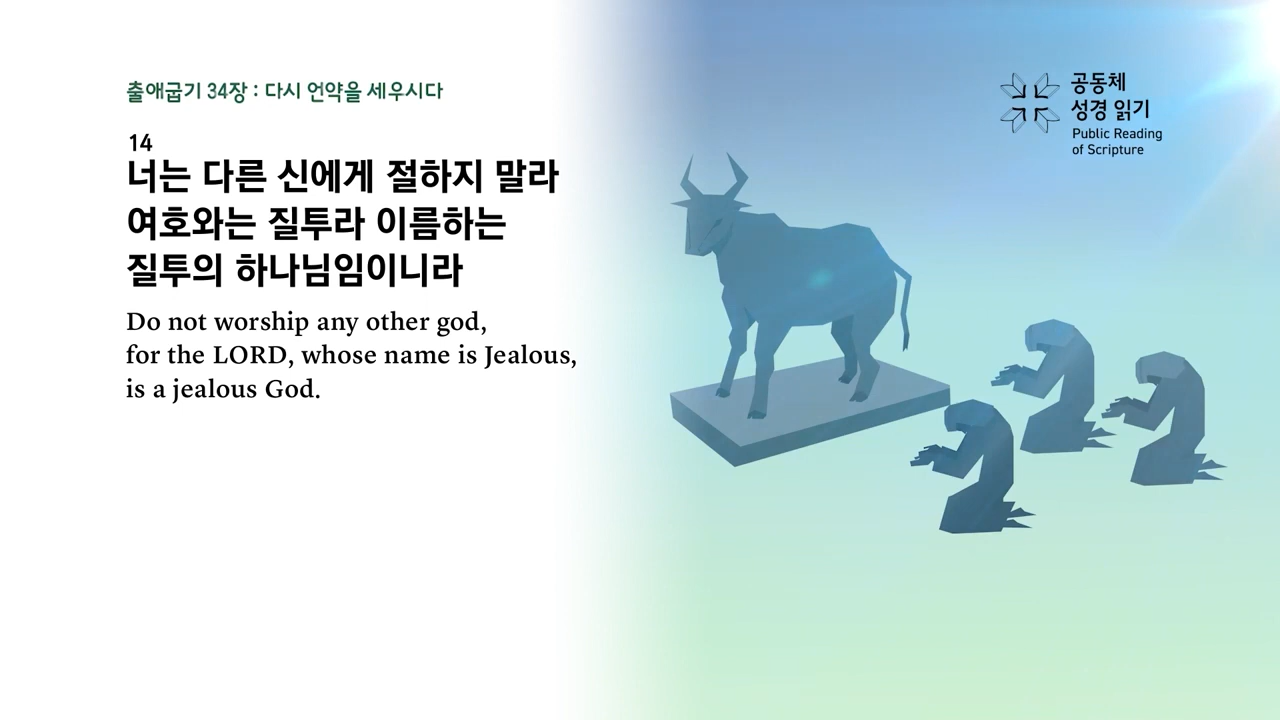 출애굽기 34장 : 다시 언약을 세우시다
14
너는 다른 신에게 절하지 말라
여호와는 질투라 이름하는
질투의 하나님임이니라
Do not worship any other god,
for the LORD, whose name is Jealous,
is a jealous God.
공동체
성경 읽기
Public Reading
of Scripture